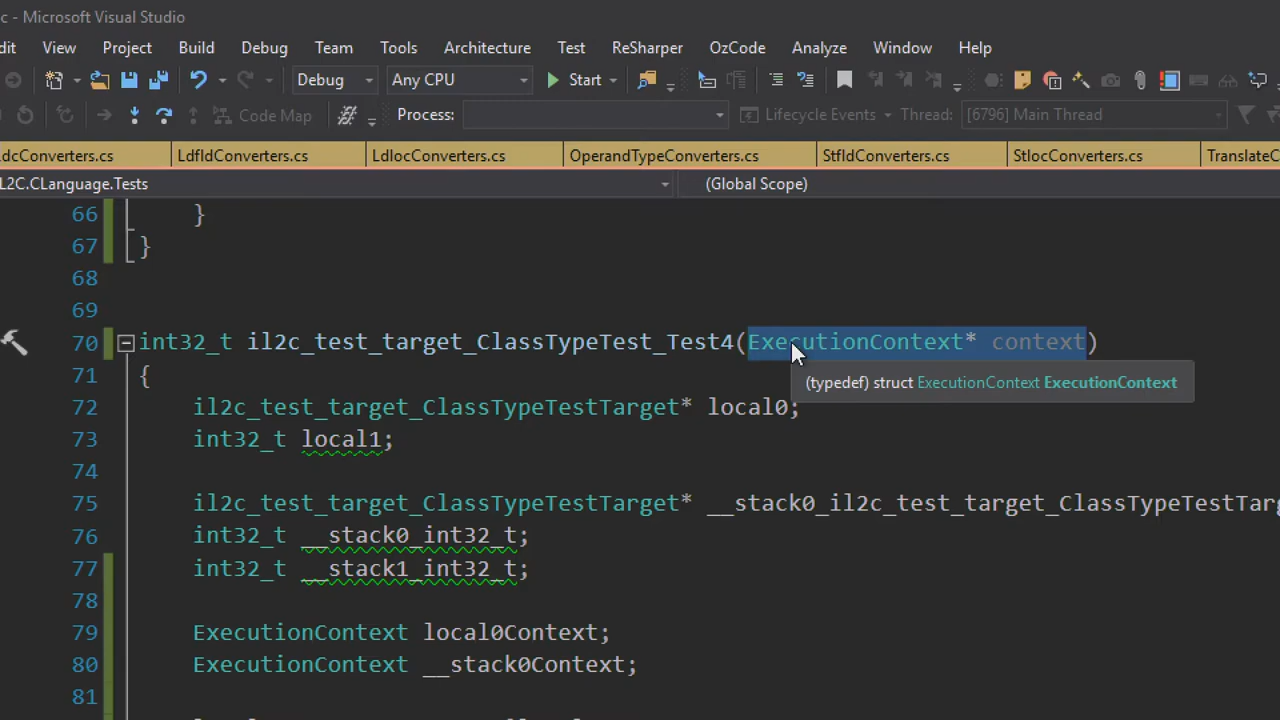 c - Microsoft Visual Studio
dit View Project Build Debug Team Tools Architecture Test ReSharper OzCode Analyze Window Help
Debug Any CPU Start
Code Map Process: Lifecycle Events Thread: [6796] Main Thread
dcConverters.cs LdfldConverters.cs LdlocConverters.cs OperandTypeConverters.cs StfldConverters.cs StlocConverters.cs TranslateC
L2C.CLanguage.Tests (Global Scope)
66 }
67 }
68
69
70 int32_t il2c_test_target_ClassTypeTest_Test4(ExecutionContext* context)
71 {
(typedef) struct ExecutionContext ExecutionContext
72 il2c_test_target_ClassTypeTestTarget* local0;
73 int32_t local1;
74
75 il2c_test_target_ClassTypeTestTarget* __stack0_il2c_test_target_ClassTypeTestTarg
76 int32_t __stack0_int32_t;
77 int32_t __stack1_int32_t;
78
79 ExecutionContext local0Context;
80 ExecutionContext __stack0Context;
81